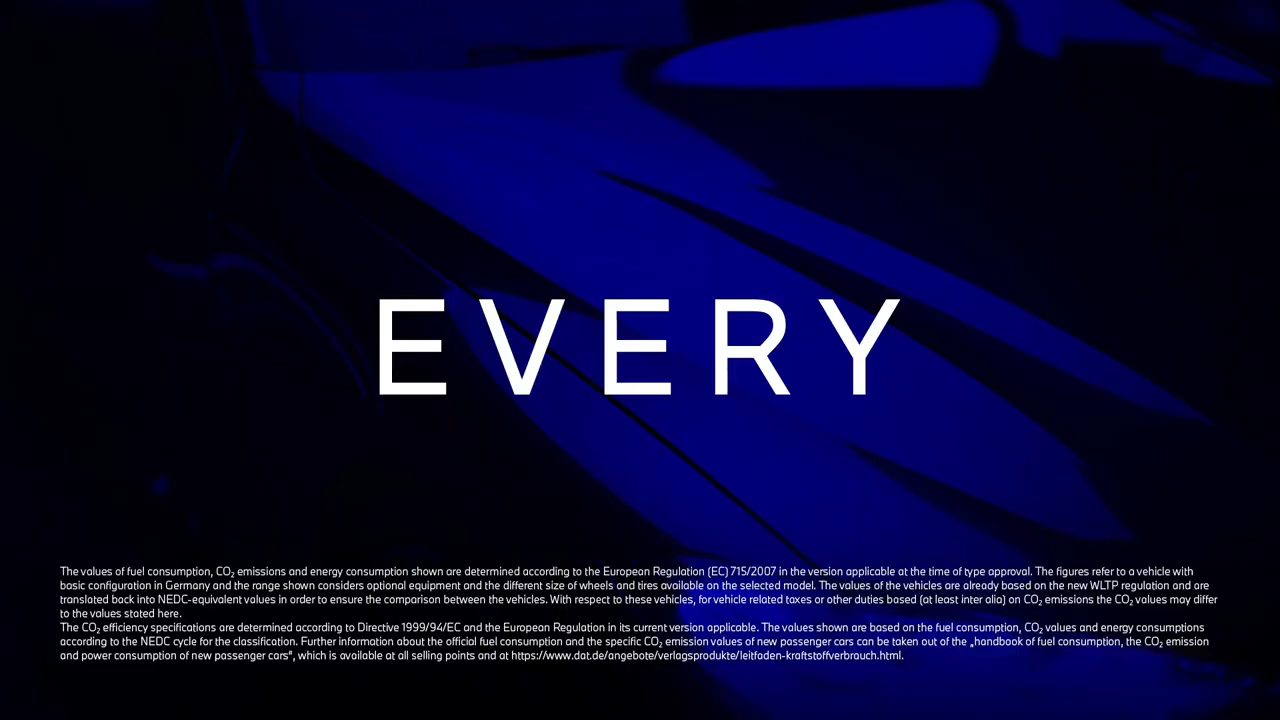 EVERY
The values of fuel consumption, CO₂ emissions and energy consumption shown are determined according to the European Regulation (EC) 715/2007 in the version applicable at the time of type approval. The figures refer to a vehicle with
basic configuration in Germany and the range shown considers optional equipment and the different size of wheels and tires available on the selected model. The values of the vehicles are already based on the new WLTP regulation and are
translated back into NEDC-equivalent values in order to ensure the comparison between the vehicles. With respect to these vehicles, for vehicle related taxes or other duties based (at least inter alia) on CO₂ emissions the CO₂ values may differ
to the values stated here.
The CO₂ efficiency specifications are determined according to Directive 1999/94/EC and the European Regulation in its current version applicable. The values shown are based on the fuel consumption, CO₂ values and energy consumptions
according to the NEDC cycle for the classification. Further information about the official fuel consumption and the specific CO₂ emission values of new passenger cars can be taken out of the „handbook of fuel consumption, the CO₂ emission
and power consumption of new passenger cars", which is available at all selling points and at https://www.dat.de/angebote/verlagsprodukte/leitfaden-kraftstoffverbrauch.html.